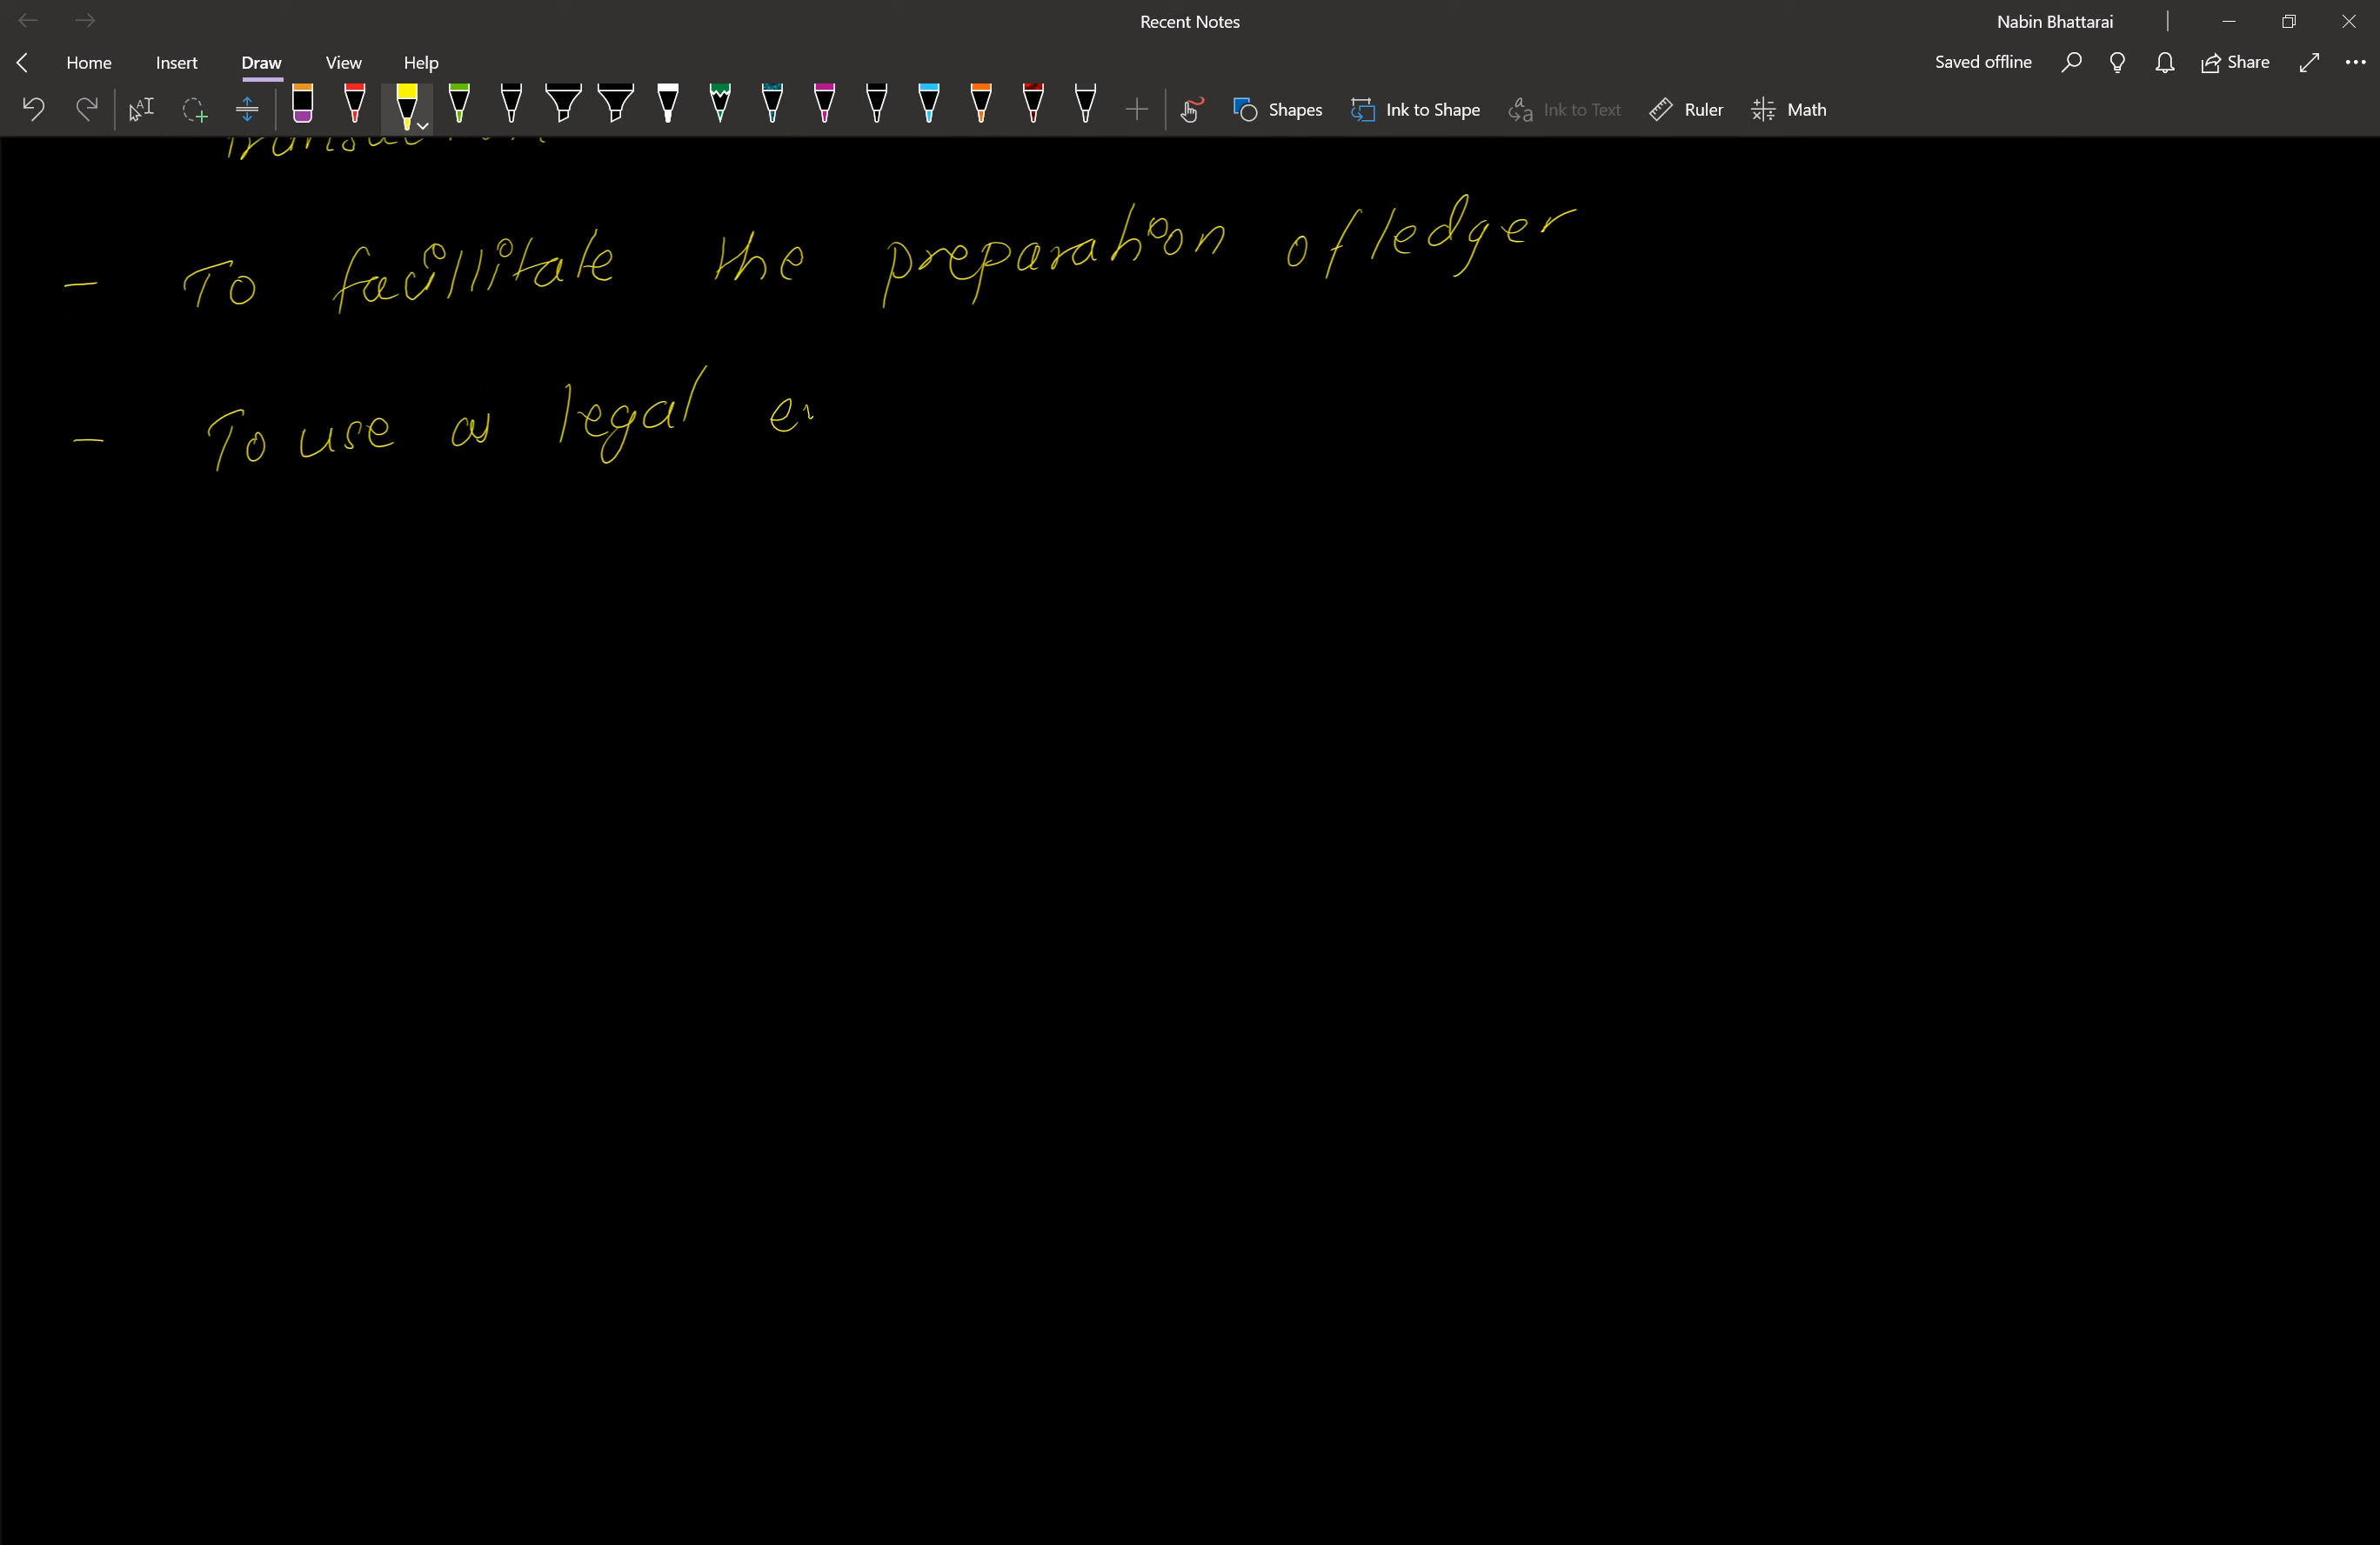 Recent Notes Nabin Bhattarai
Home Insert Draw View Help Saved offline Share
Shapes Ink to Shape Ink to Text Ruler Math
- To facillitate the preparation of ledger
- To use as legal